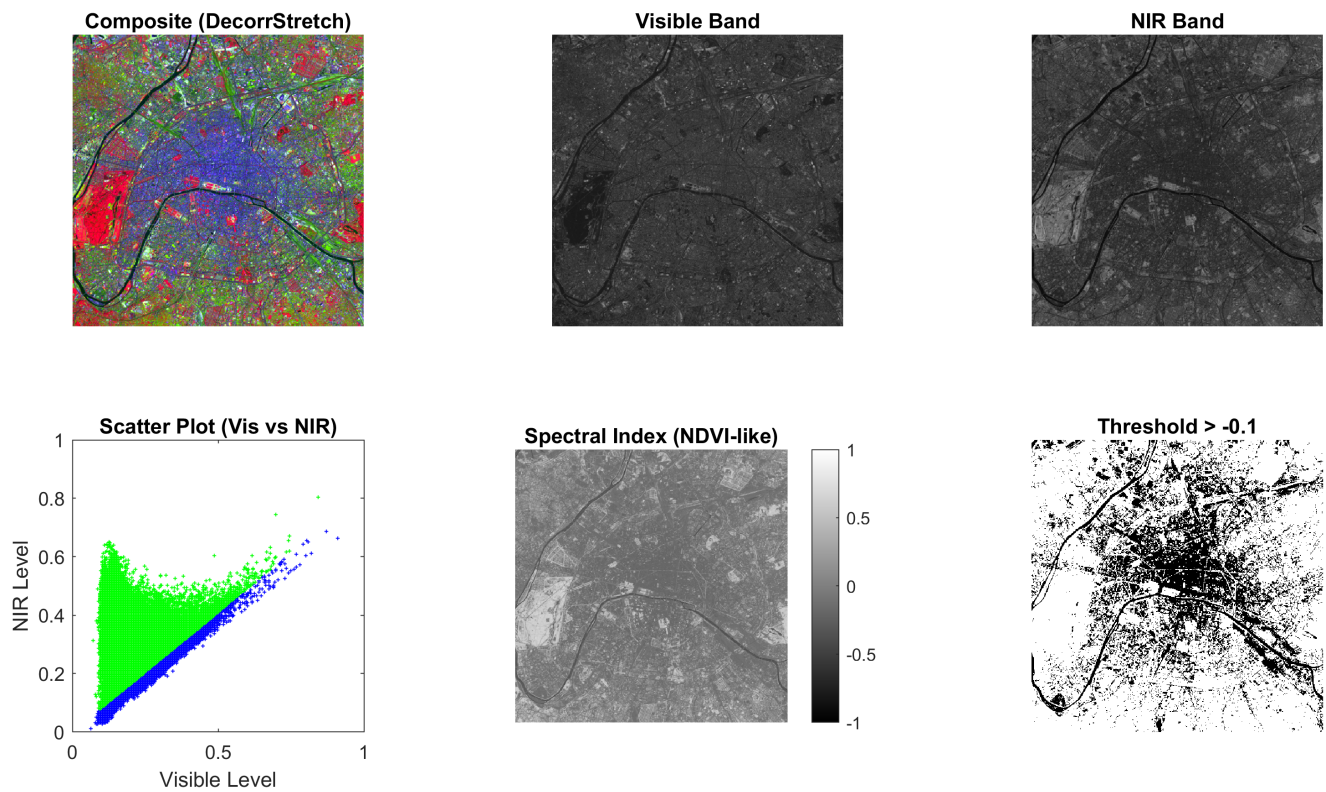 Composite (DecorrStretch)
Visible Band
NIR Band
Scatter Plot (Vis vs NIR)
1
0.8
0.6
0.4
0.2
0
NIR Level
0
0.5
1
Visible Level
Spectral Index (NDVI-like)
1
0.5
0
-0.5
-1
Threshold > -0.1